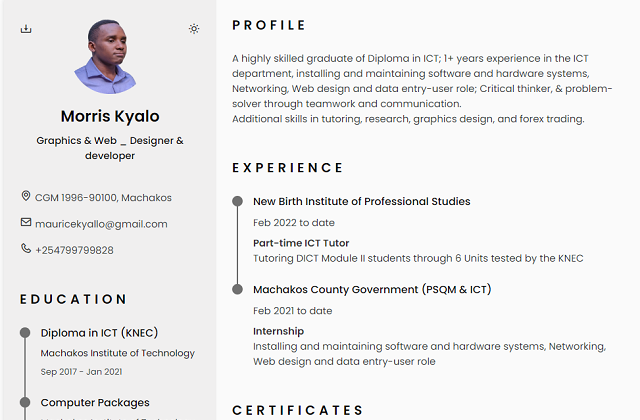 Morris Kyalo
Graphics & Web _ Designer &
developer
CGM 1996-90100, Machakos
mauricekyallo@gmail.com
+254799799828
EDUCATION
Diploma in ICT (KNEC)
Machakos Institute of Technology
Sep 2017 - Jan 2021
Computer Packages
PROFILE
A highly skilled graduate of Diploma in ICT; 1+ years experience in the ICT
department, installing and maintaining software and hardware systems,
Networking, Web design and data entry-user role; Critical thinker, & problem-
solver through teamwork and communication.
Additional skills in tutoring, research, graphics design, and forex trading.
EXPERIENCE
New Birth Institute of Professional Studies
Feb 2022 to date
Part-time ICT Tutor
Tutoring DICT Module II students through 6 Units tested by the KNEC
Machakos County Government (PSQM & ICT)
Feb 2021 to date
Internship
Installing and maintaining software and hardware systems, Networking,
Web design and data entry-user role
CERTIFICATES